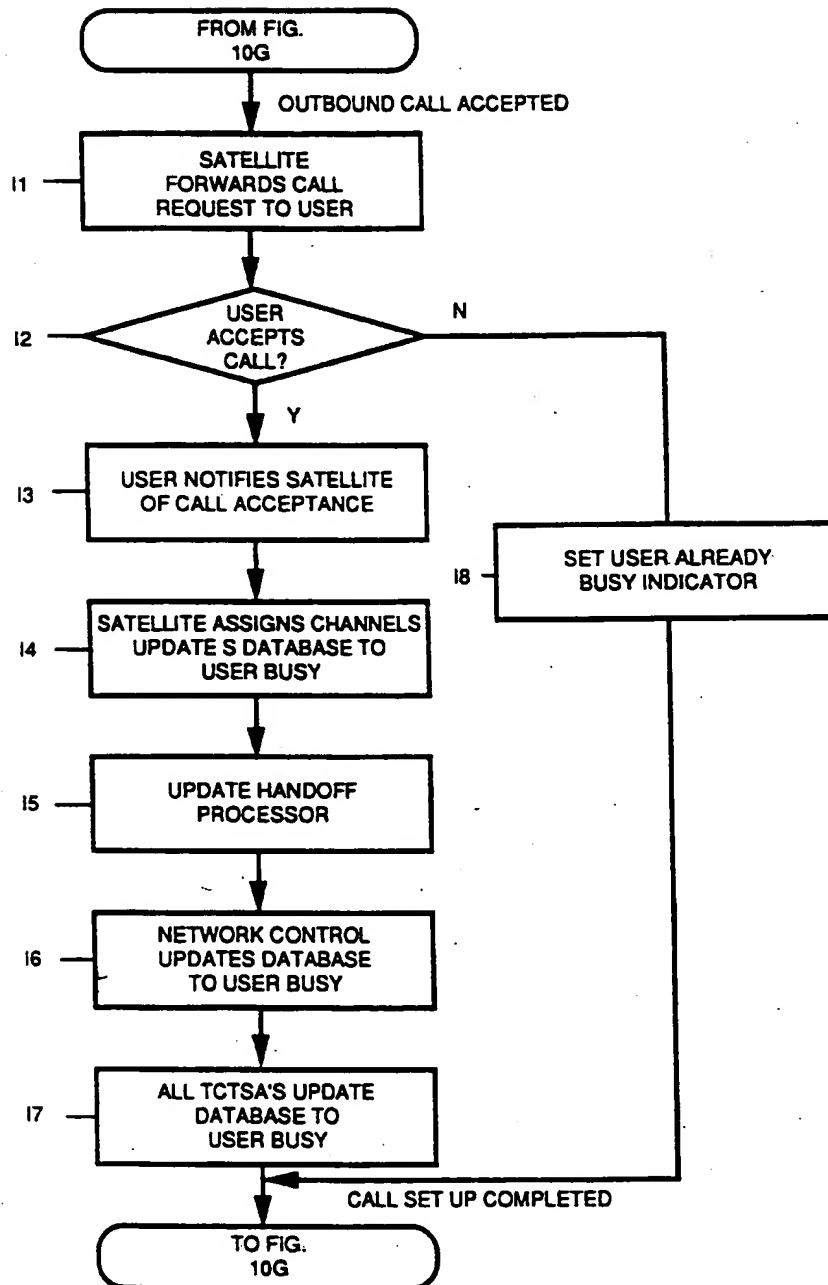 FROM FIG.
10G
OUTBOUND CALL ACCEPTED
I1
SATELLITE
FORWARDS CALL
REQUEST TO USER
I2
USER
ACCEPTS
CALL?
N
Y
I3
USER NOTIFIES SATELLITE
OF CALL ACCEPTANCE
I8
SET USER ALREADY
BUSY INDICATOR
I4
SATELLITE ASSIGNS CHANNELS
UPDATE S DATABASE TO
USER BUSY
I5
UPDATE HANDOFF
PROCESSOR
I6
NETWORK CONTROL
UPDATES DATABASE
TO USER BUSY
I7
ALL TCTSA'S UPDATE
DATABASE TO
USER BUSY
CALL SET UP COMPLETED
TO FIG.
10G